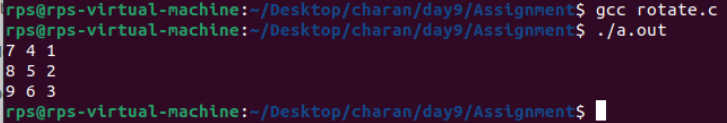 rps@rps-virtual-machine:~/Desktop/charan/day9/Assignment$ gcc rotate.c
rps@rps-virtual-machine:~/Desktop/charan/day9/Assignment$ ./a.out
7 4 1
8 5 2
9 6 3
rps@rps-virtual-machine:~/Desktop/charan/day9/Assignment$